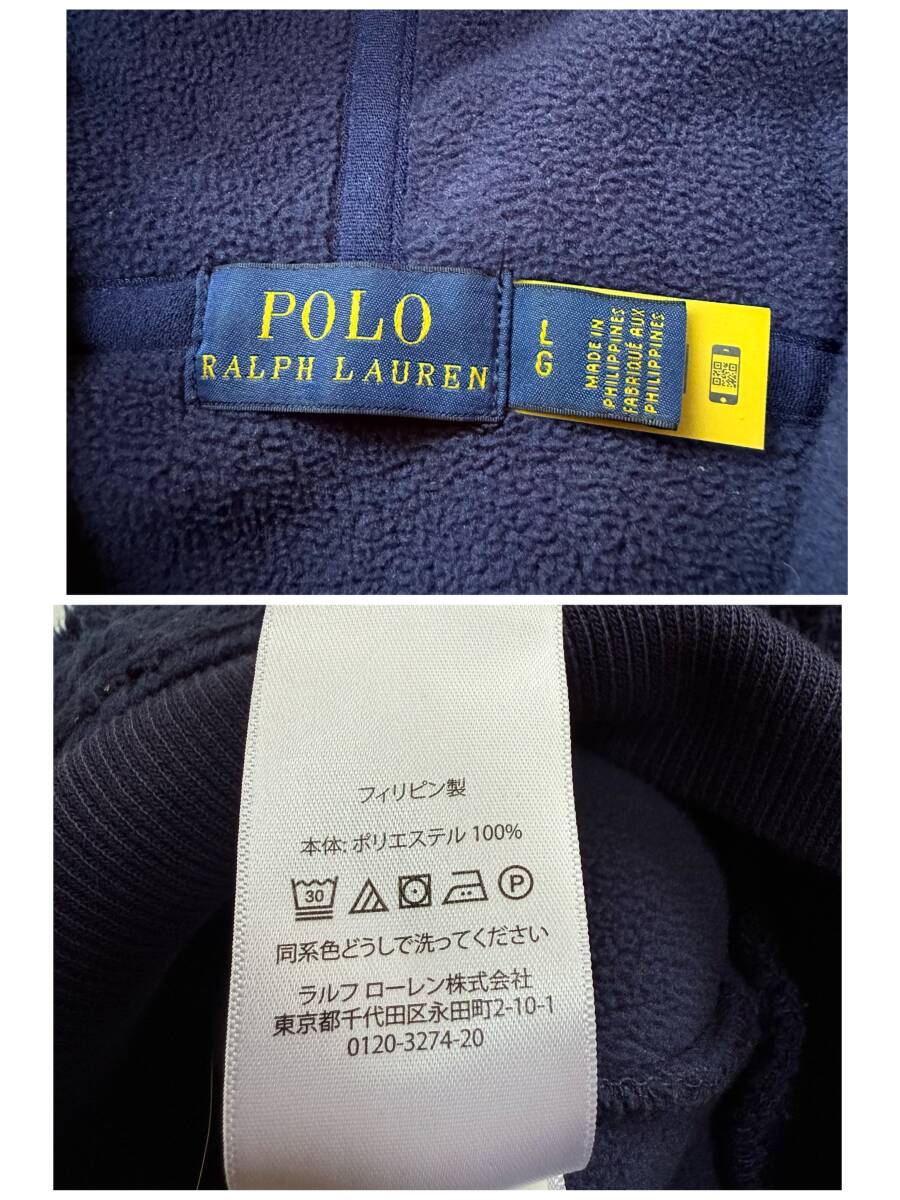 POLO
RALPH LAUREN
L
G
MADE IN
PHILIPPINES
FABRIQUÉ AUX
PHILIPPINES
フィリピン製
本体: ポリエステル 100%
30
P
同系色どうしで洗ってください
ラルフ ローレン株式会社
東京都千代田区永田町2-10-1
0120-3274-20